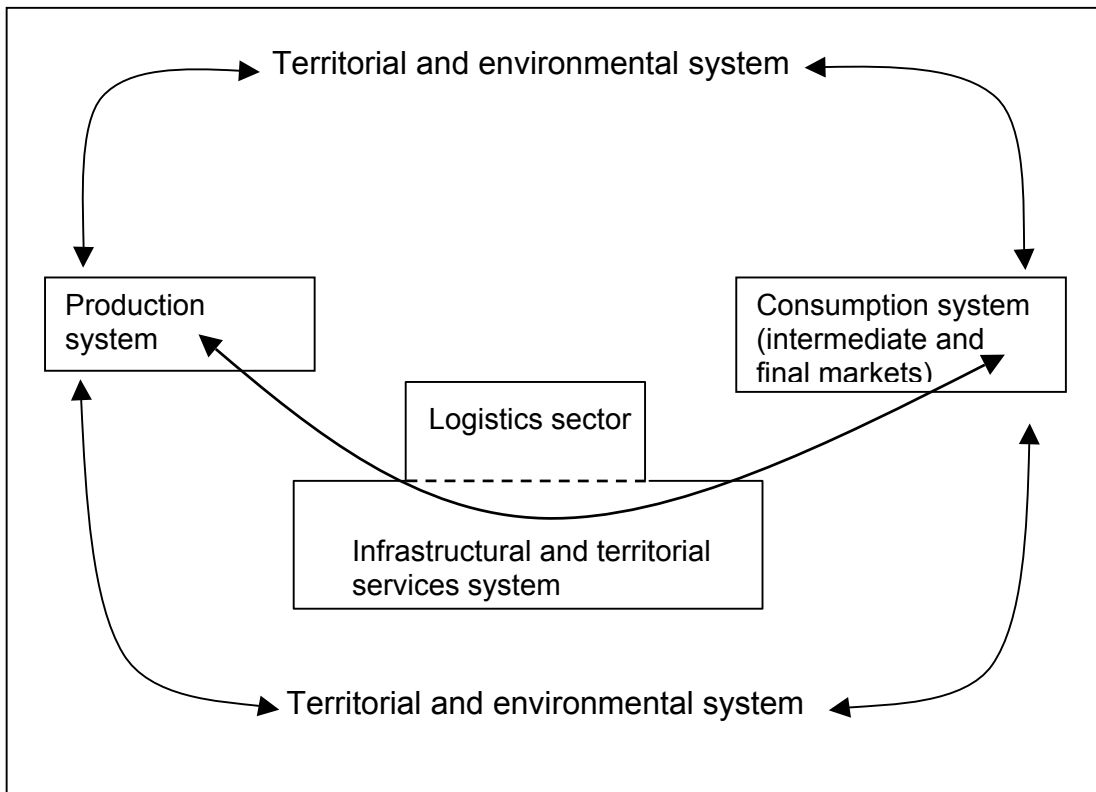 Territorial and environmental system
Production
system
Consumption system
(intermediate and
final markets)
Logistics sector
Infrastructural and territorial
services system
Territorial and environmental system